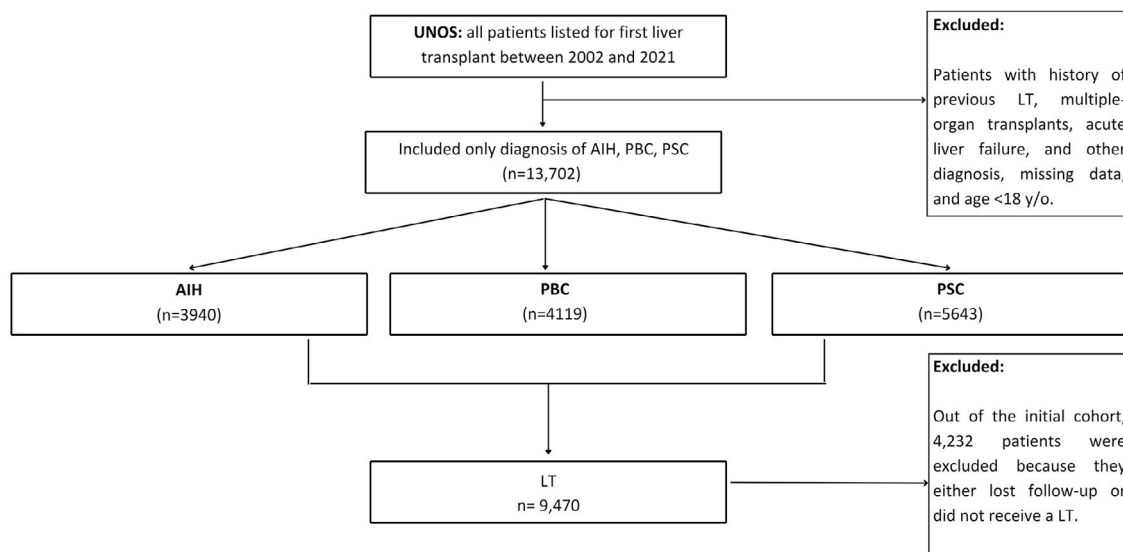 UNOS: all patients listed for first liver
transplant between 2002 and 2021
Excluded:
Patients with history of
previous LT, multiple-
organ transplants, acute
liver failure, and other
diagnosis, missing data,
and age <18 y/o.
Included only diagnosis of AIH, PBC, PSC
(n=13,702)
AIH
(n=3940)
PBC
(n=4119)
PSC
(n=5643)
Excluded:
Out of the initial cohort,
4,232 patients were
excluded because they
either lost follow-up or
did not receive a LT.
LT
n= 9,470